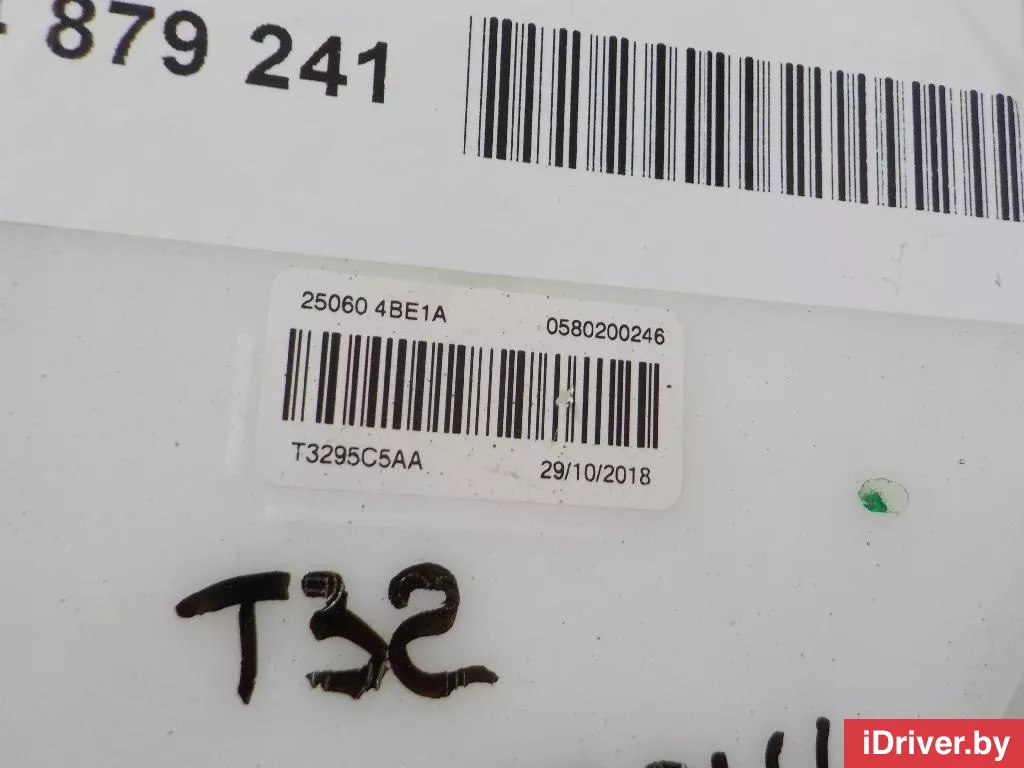 879 241
25060 4BE1A 0580200246
T3295C5AA 29/10/2018
T32
iDriver.by